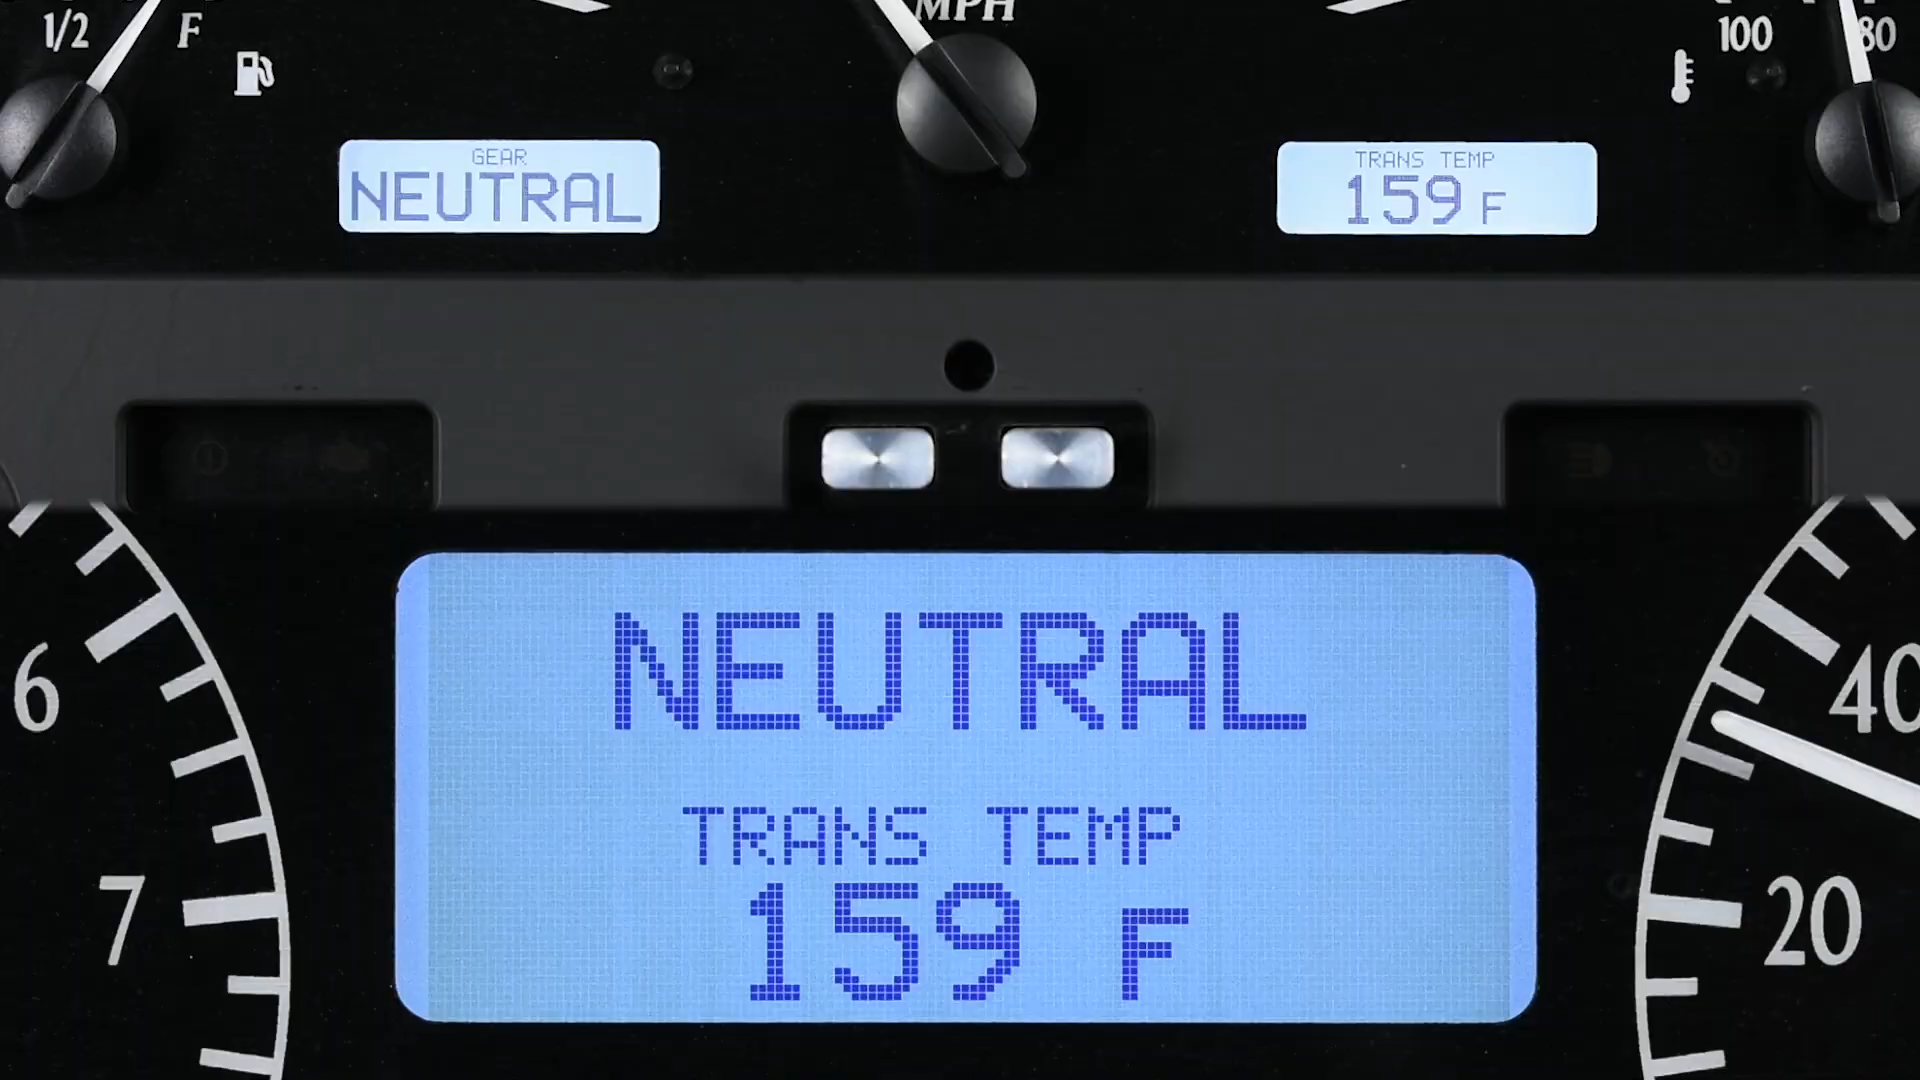 1/2 F
MPH
100 80
GEAR
NEUTRAL
TRANS TEMP
159 F
NEUTRAL
TRANS TEMP
159 F
6
7
40
20